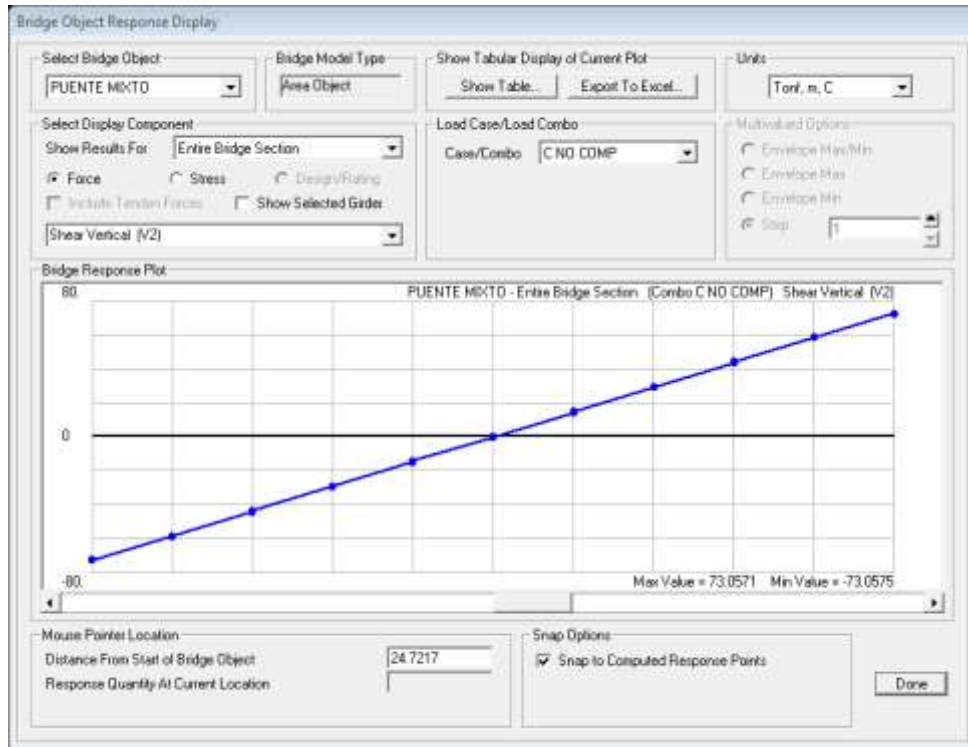 Bridge Object Response Display
Select Bridge Object
PUENTE MIXTO
Bridge Model Type
Area Object
Show Tabular Display of Current Plot
Show Table...
Export To Excel...
Units
Tonf, m, C
Select Display Component
Show Results For
Entire Bridge Section
Force
Stress
Design/Rating
Include Tendon Forces
Show Selected Girder
Shear Vertical (V2)
Load Case/Load Combo
Case/Combo
C NO COMP
Multivalued Options
Envelope Max/Min
Envelope Max
Envelope Min
Step
1
Bridge Response Plot
80.
PUENTE MIXTO - Entire Bridge Section (Combo C NO COMP) Shear Vertical (V2)
0
-80.
Max Value = 73.0571 Min Value = -73.0575
Mouse Pointer Location
Distance From Start of Bridge Object
24.7217
Response Quantity At Current Location
Snap Options
Snap to Computed Response Points
Done